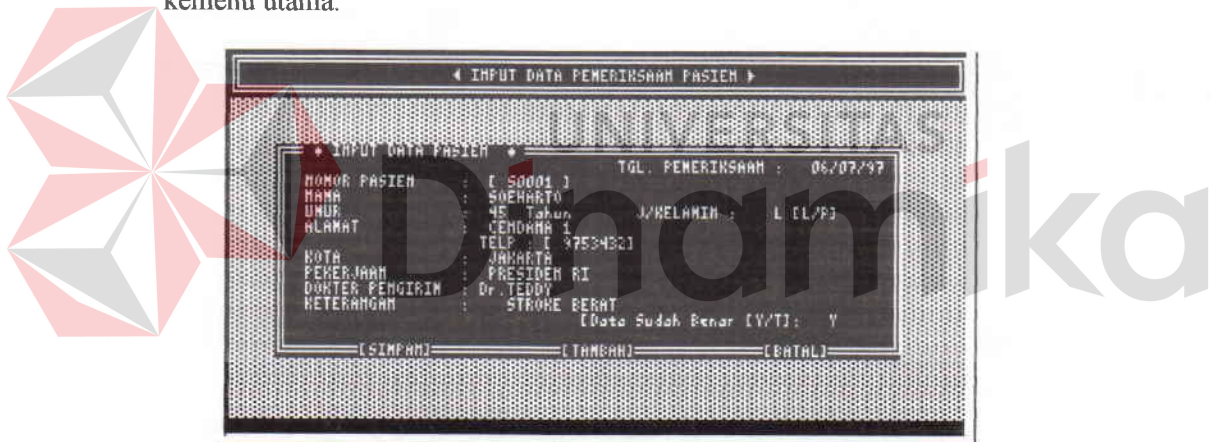 kemenu utama.
INPUT DATA PEMERIKSAAN PASIEN
INPUT DATA PASIEN
TGL. PEMERIKSAAN : 06/07/97
NOMOR PASIEN : [ S0001 ]
NAMA : SOEHARTO
UMUR : 45 Tahun J/KELAMIN : L [L/P]
ALAMAT : CENDANA 1
TELP : [ 9753432]
KOTA : JAKARTA
PEKERJAAN : PRESIDEN RI
DOKTER PENGIRIM : Dr.TEDDY
KETERANGAN : STROKE BERAT
[Data Sudah Benar [Y/T]: Y
[SIMPAN] [TAMBAH] [BATAL]
UNIVERSITAS
Dinamika